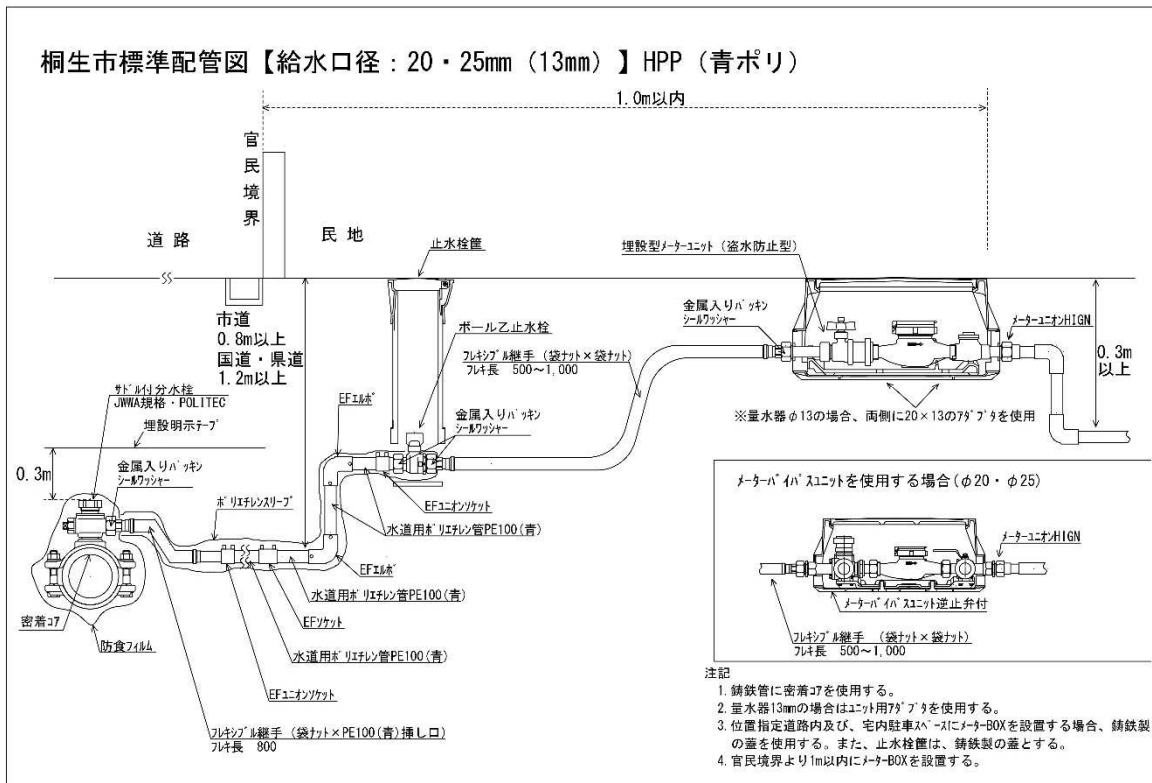 桐生市標準配管図【給水口径：20・25mm（13mm）】HPP（青ポリ）
1.0m以内
官民境界
道路
民地
止水栓筐
埋設型メーターユニット（盗水防止型）
市道
0.8m以上
国道・県道
1.2m以上
ボール乙止水栓
フレキシブル継手（袋ナット×袋ナット）
フレキ長 500～1,000
金属入りパッキン
シールワッシャー
メーターユニオンHIGN
0.3m
以上
サドル付分水栓
JWWA規格・POLITEC
埋設明示テープ
EFエルボ
金属入りパッキン
シールワッシャー
※量水器φ13の場合、両側に20×13のアダプタを使用
0.3m
金属入りパッキン
シールワッシャー
ポリエチレンスリーブ
EFユニオンソケット
水道用ポリエチレン管PE100(青)
EFエルボ
水道用ポリエチレン管PE100(青)
EFソケット
水道用ポリエチレン管PE100(青)
EFユニオンソケット
密着コア
防食フィルム
フレキシブル継手（袋ナット×PE100(青)挿し口）
フレキ長 800
メーターバイパスユニットを使用する場合(φ20・φ25)
メーターユニオンHIGN
メーターバイパスユニット逆止弁付
フレキシブル継手（袋ナット×袋ナット）
フレキ長 500～1,000
注記
1. 鋳鉄管に密着コアを使用する。
2. 量水器13mmの場合はユニット用アダプタを使用する。
3. 位置指定道路内及び、宅内駐車スペースにメーターBOXを設置する場合、鋳鉄製
の蓋を使用する。また、止水栓筐は、鋳鉄製の蓋とする。
4. 官民境界より1m以内にメーターBOXを設置する。